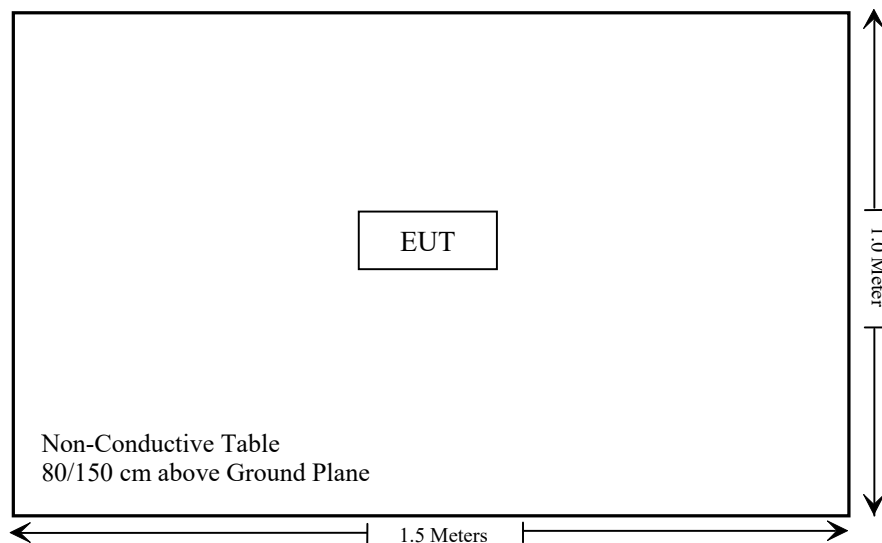 EUT
1.0 Meter
Non-Conductive Table
80/150 cm above Ground Plane
1.5 Meters